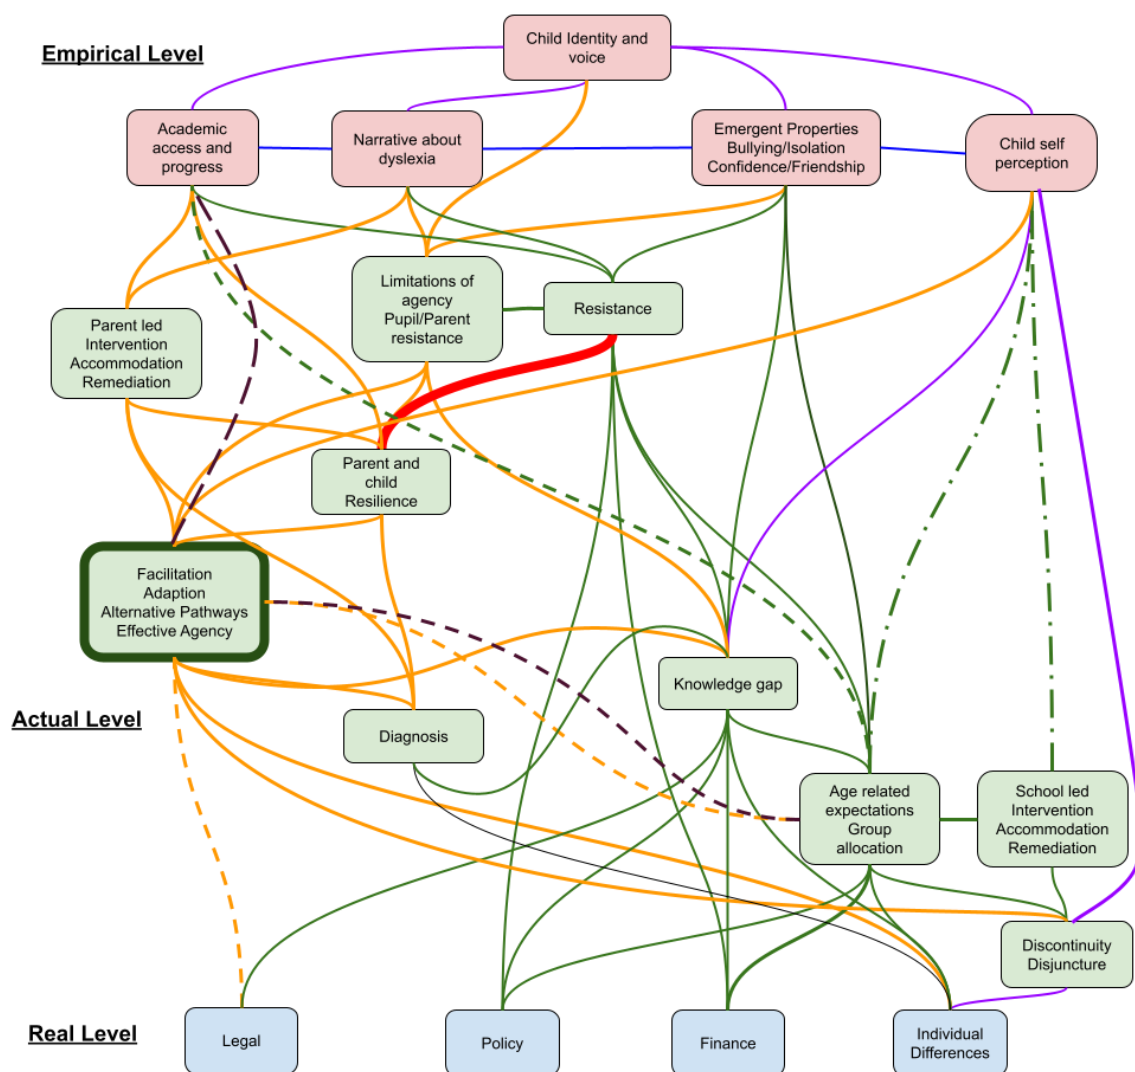 Empirical Level
Child Identity and
voice
Academic
access and
progress
Narrative about
dyslexia
Emergent Properties
Bullying/Isolation
Confidence/Friendship
Child self
perception
Limitations of
agency
Pupil/Parent
resistance
Resistance
Parent led
Intervention
Accommodation
Remediation
Parent and
child
Resilience
Facilitation
Adaption
Alternative Pathways
Effective Agency
Knowledge gap
Actual Level
Diagnosis
Age related
expectations
Group
allocation
School led
Intervention
Accommodation
Remediation
Discontinuity
Disjuncture
Real Level
Legal
Policy
Finance
Individual
Differences